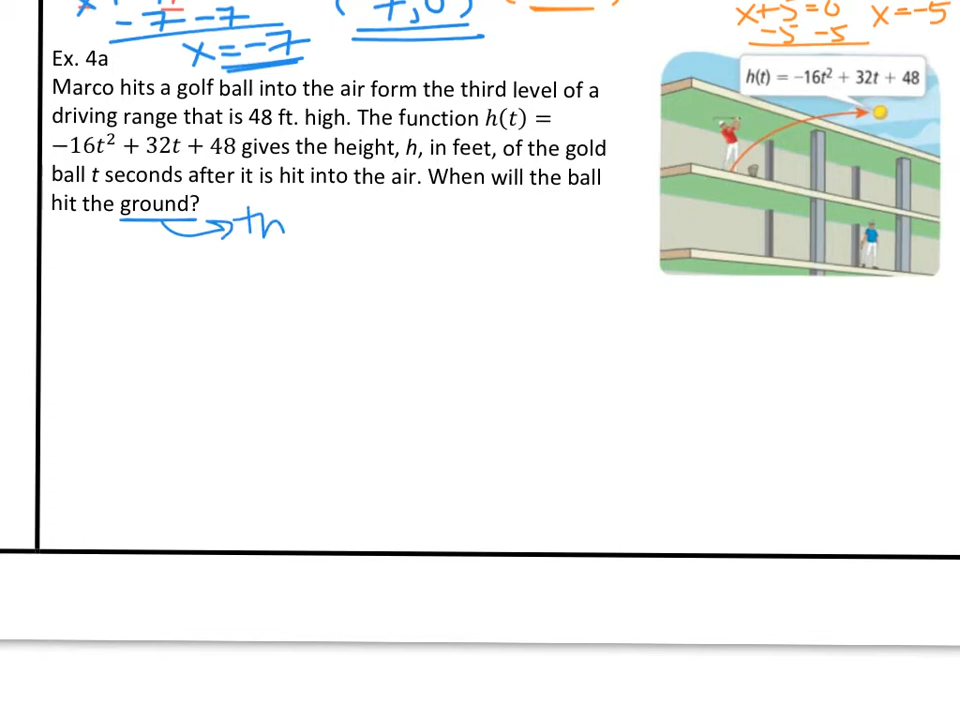 -7 -7
x=-7
x+5=0 x=-5
-5 -5
Ex. 4a
Marco hits a golf ball into the air form the third level of a
driving range that is 48 ft. high. The function h(t) =
−16t² + 32t + 48 gives the height, h, in feet, of the gold
ball t seconds after it is hit into the air. When will the ball
hit the ground?
th
h(t) = −16t² + 32t + 48